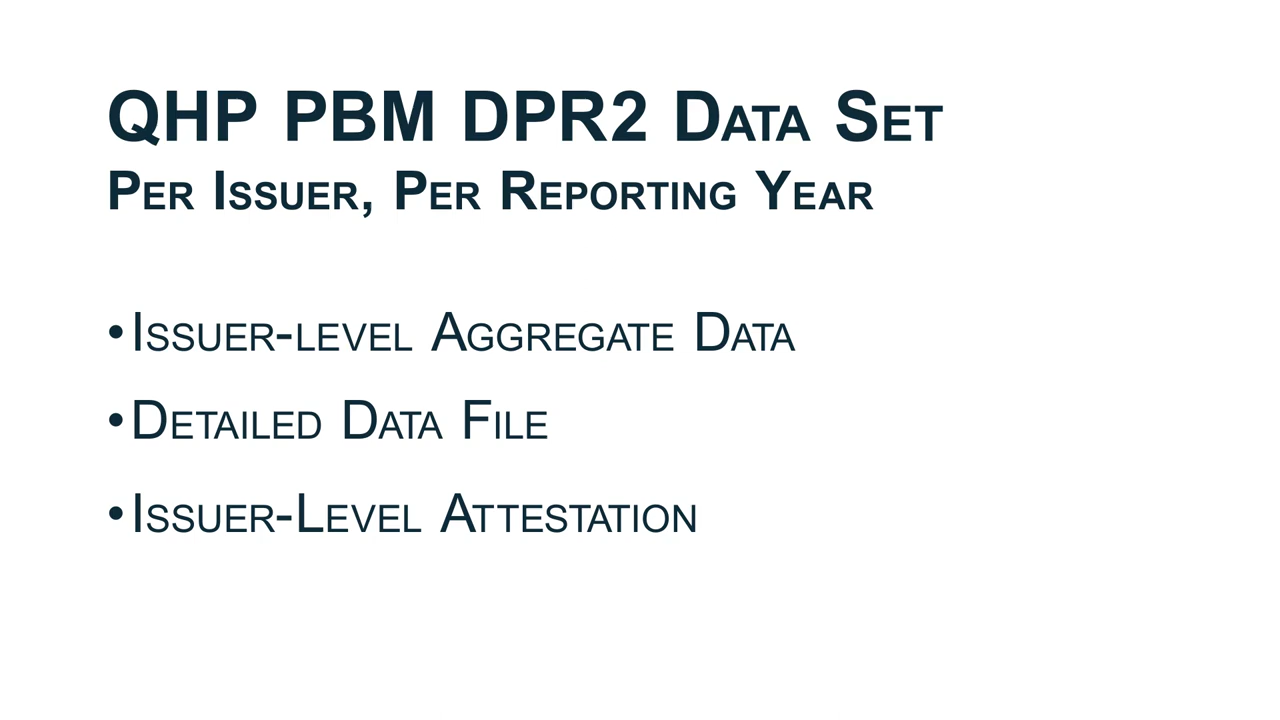 QHP PBM DPR2 Data Set
Per Issuer, Per Reporting Year
•Issuer-level Aggregate Data
•Detailed Data File
•Issuer-Level Attestation